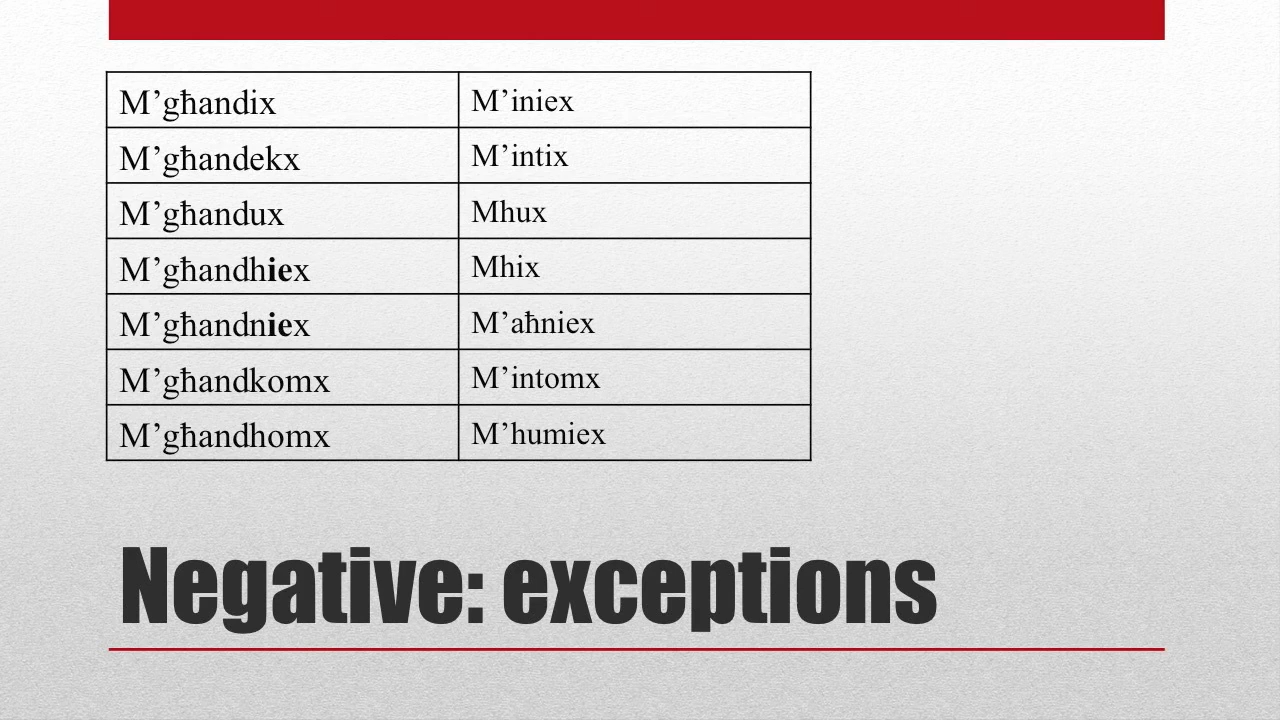 M’għandix M’iniex
M’għandekx M’intix
M’għandux Mhux
M’għandhiex Mhix
M’għandniex M’aħniex
M’għandkomx M’intomx
M’għandhomx M’humiex
Negative: exceptions